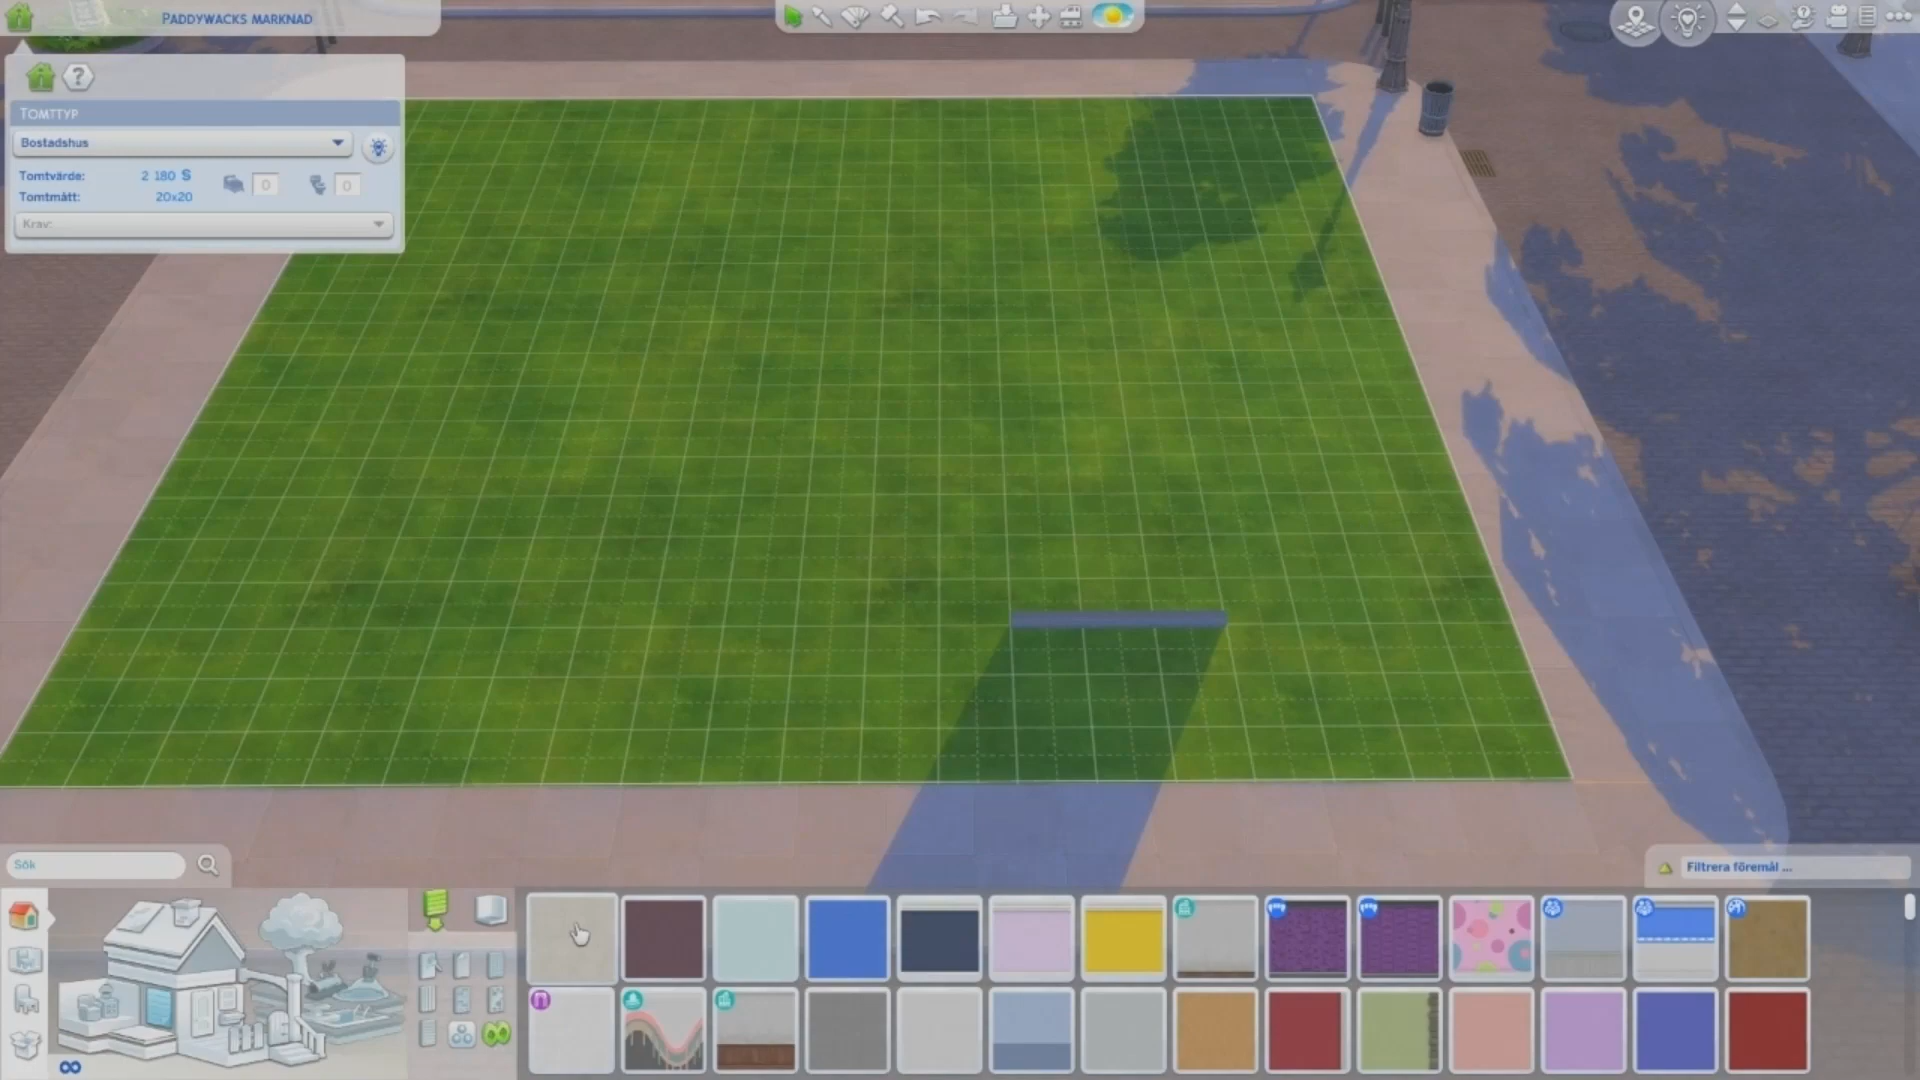 PADDYWACKS MARKNAD
?
TOMTTYP
Bostadshus
Tomtvärde: 2 180 § 0 0
Tomtmått: 20x20
Krav:
Sök
Filtrera föremål ...